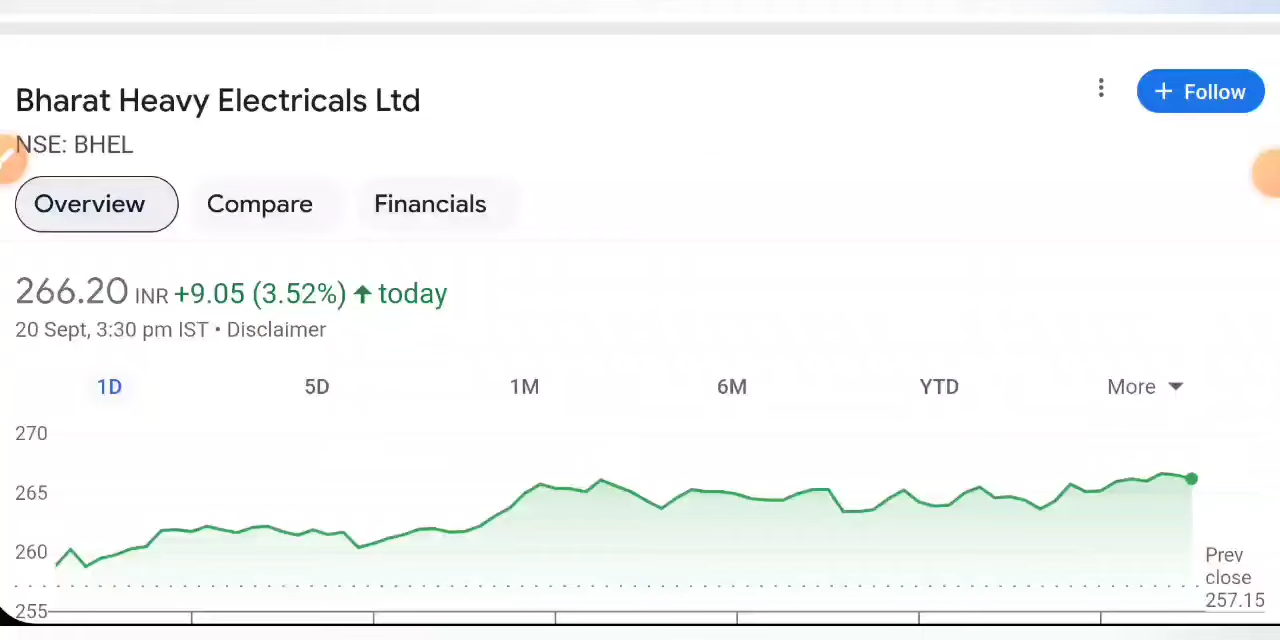 Bharat Heavy Electricals Ltd
+ Follow
NSE: BHEL
Overview Compare Financials
266.20 INR +9.05 (3.52%) ↑ today
20 Sept, 3:30 pm IST • Disclaimer
1D 5D 1M 6M YTD More
270
265
260
255
Prev
close
257.15